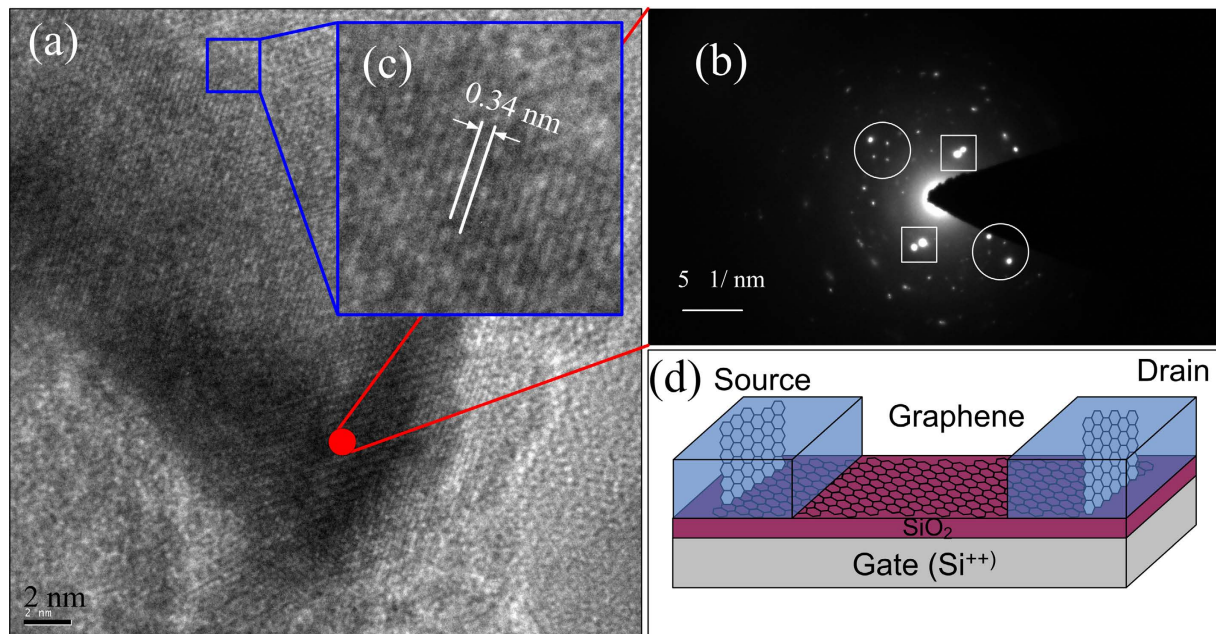 (a)
(c)
0.34 nm
2 nm
2 nm
(b)
5 1/ nm
(d)
Source
Drain
Graphene
SiO₂
Gate (Si⁺⁺)